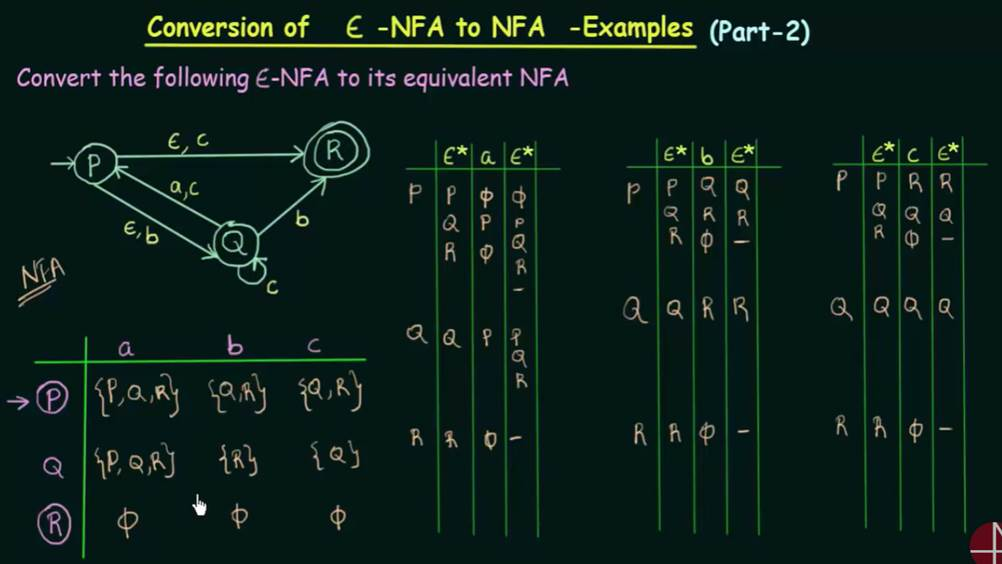 Conversion of Є -NFA to NFA -Examples (Part-2)
Convert the following Є-NFA to its equivalent NFA
Є, c
P
R
a,c
Є, b
b
Q
c
NFA
a b c
P {P,Q,R} {Q,R} {Q,R}
Q {P,Q,R} {R} {Q}
R ϕ ϕ ϕ
Є* a Є*
P P ϕ ϕ
Q P P
Q
R ϕ R
–
Q Q P P
Q
R
R R ϕ –
Є* b Є*
P P Q Q
Q R R
R ϕ –
Q Q R R
R R ϕ –
Є* c Є*
P P R R
Q Q Q
R ϕ –
Q Q Q Q
R R ϕ –